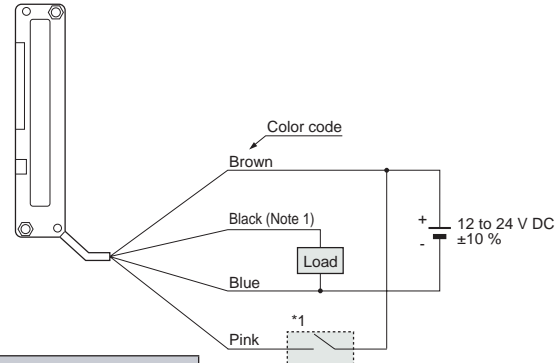 Color code
Brown
Black (Note 1)
+
12 to 24 V DC
-
±10 %
Load
Blue
*1
Pink